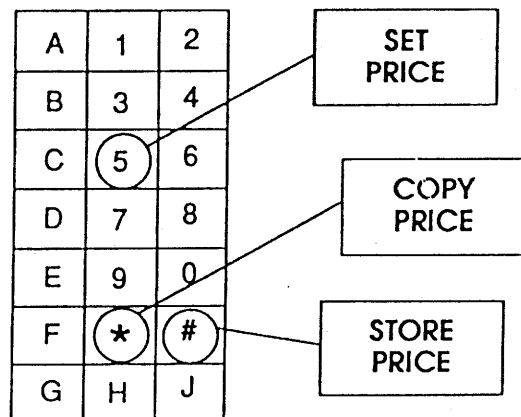 A 1 2
B 3 4
C 5 6
D 7 8
E 9 0
F * #
G H J
SET
PRICE
COPY
PRICE
STORE
PRICE